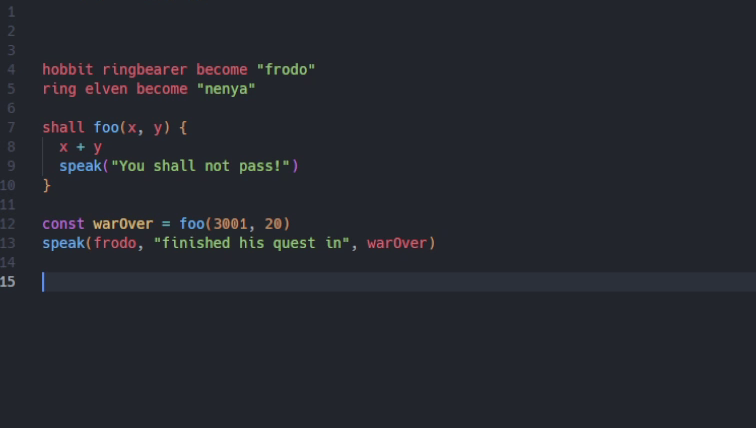 1
2
3
4 hobbit ringbearer become "frodo"
5 ring elven become "nenya"
6
7 shall foo(x, y) {
8 x + y
9 speak("You shall not pass!")
10 }
11
12 const warOver = foo(3001, 20)
13 speak(frodo, "finished his quest in", warOver)
14
15